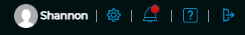 Shannon | | | ? |